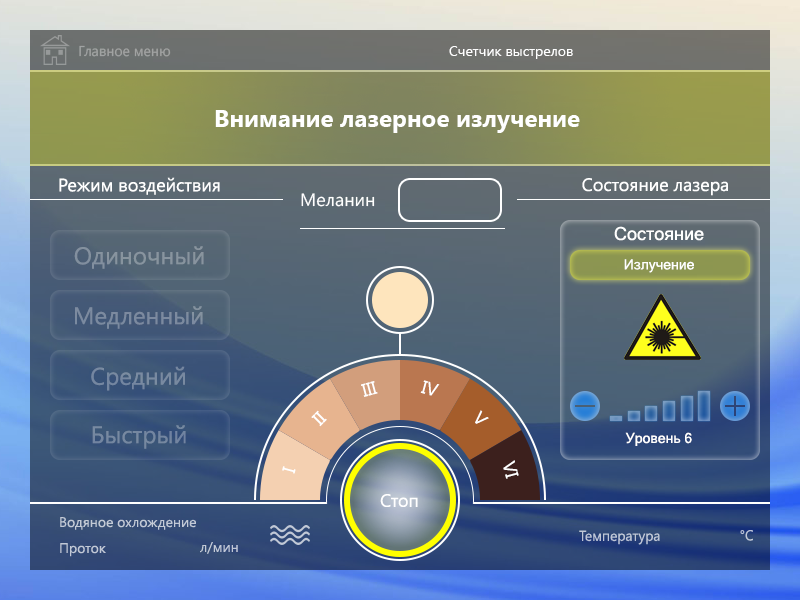 Главное меню
Счетчик выстрелов
Внимание лазерное излучение
Режим воздействия
Меланин
Состояние лазера
Состояние
Излучение
Одиночный
Медленный
Средний
Быстрый
I
II
III
IV
V
VI
Уровень 6
Стоп
Водяное охлождение
Проток
л/мин
Температура
°C